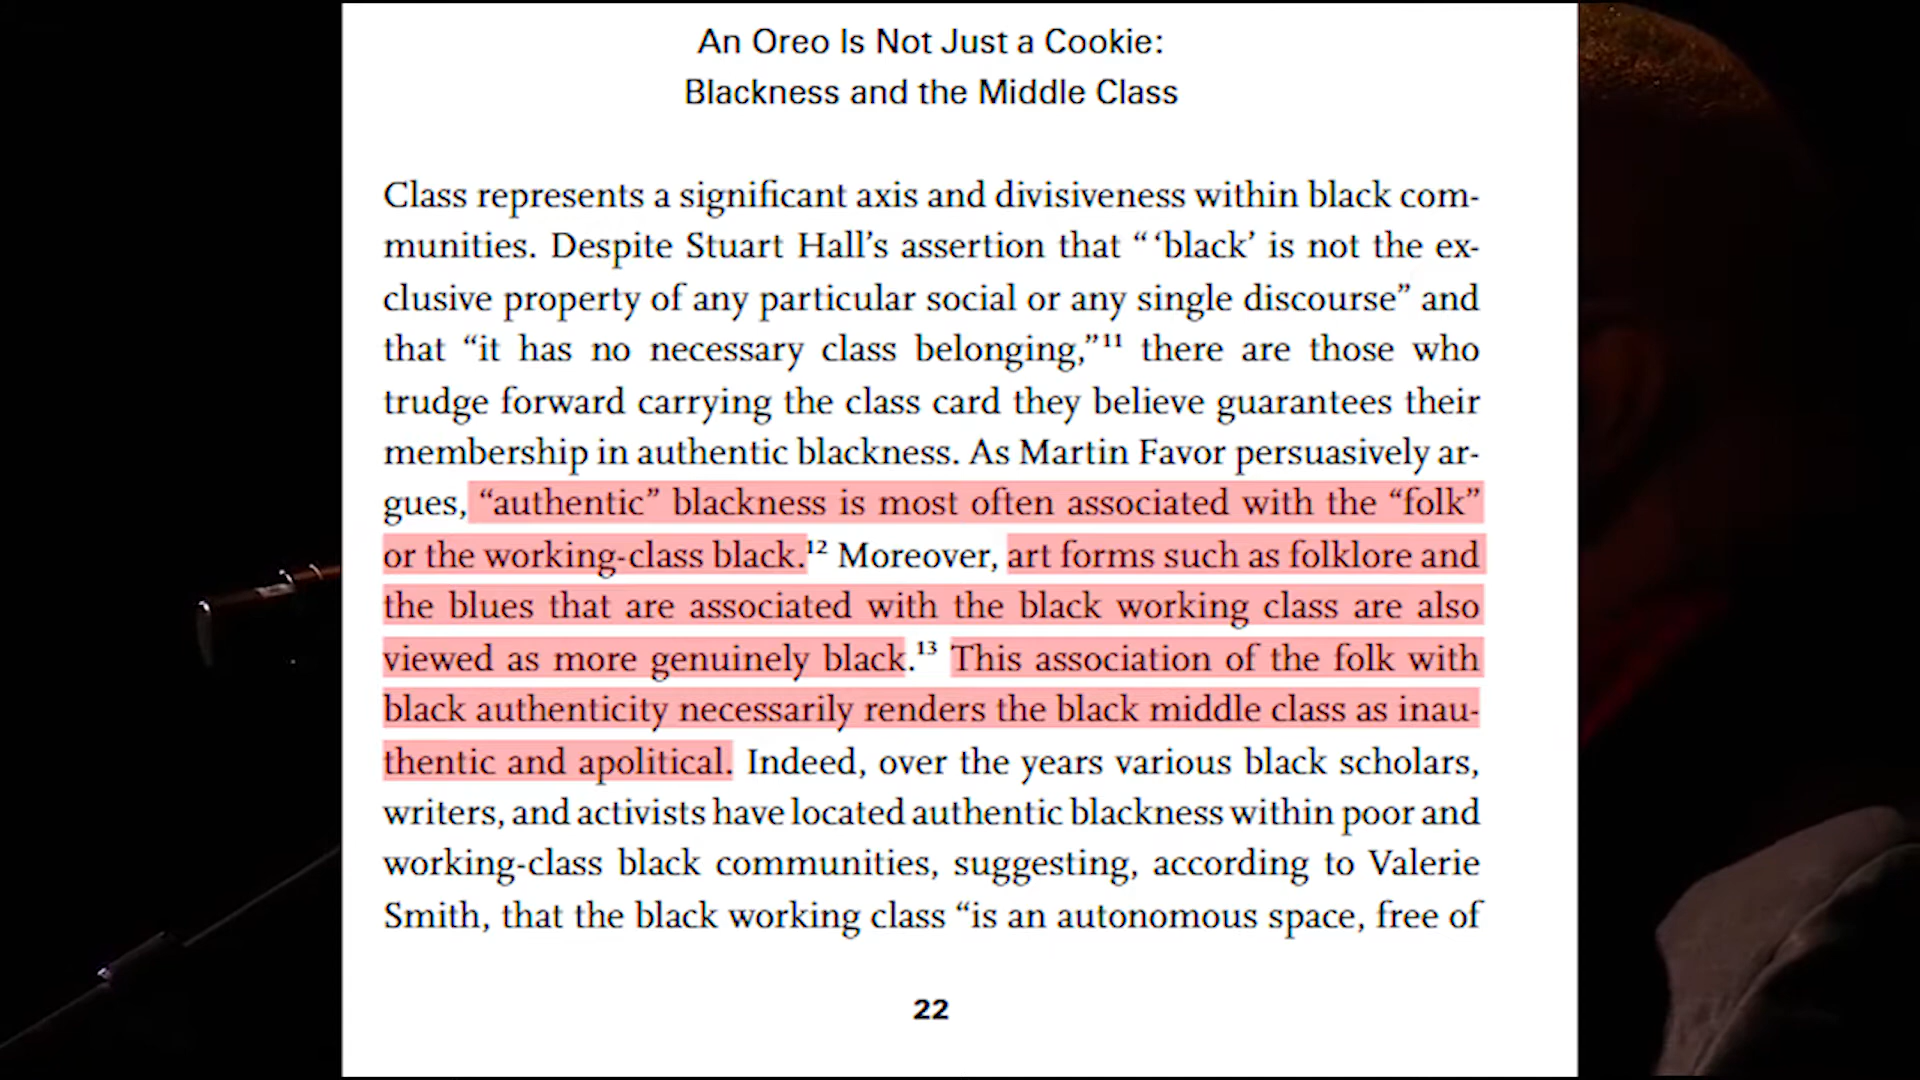 An Oreo Is Not Just a Cookie:
Blackness and the Middle Class
Class represents a significant axis and divisiveness within black com-
munities. Despite Stuart Hall’s assertion that “ ‘black’ is not the ex-
clusive property of any particular social or any single discourse” and
that “it has no necessary class belonging,”¹¹ there are those who
trudge forward carrying the class card they believe guarantees their
membership in authentic blackness. As Martin Favor persuasively ar-
gues, “authentic” blackness is most often associated with the “folk”
or the working-class black.¹² Moreover, art forms such as folklore and
the blues that are associated with the black working class are also
viewed as more genuinely black.¹³ This association of the folk with
black authenticity necessarily renders the black middle class as inau-
thentic and apolitical. Indeed, over the years various black scholars,
writers, and activists have located authentic blackness within poor and
working-class black communities, suggesting, according to Valerie
Smith, that the black working class “is an autonomous space, free of
22